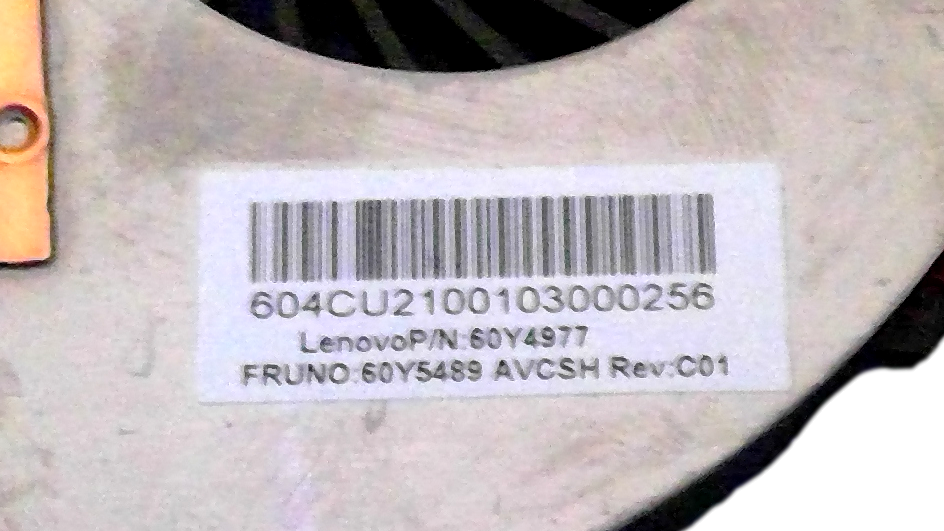 604CU2100103000256
LenovoP/N:60Y4977
FRUNO:60Y5489 AVCSH Rev:C01